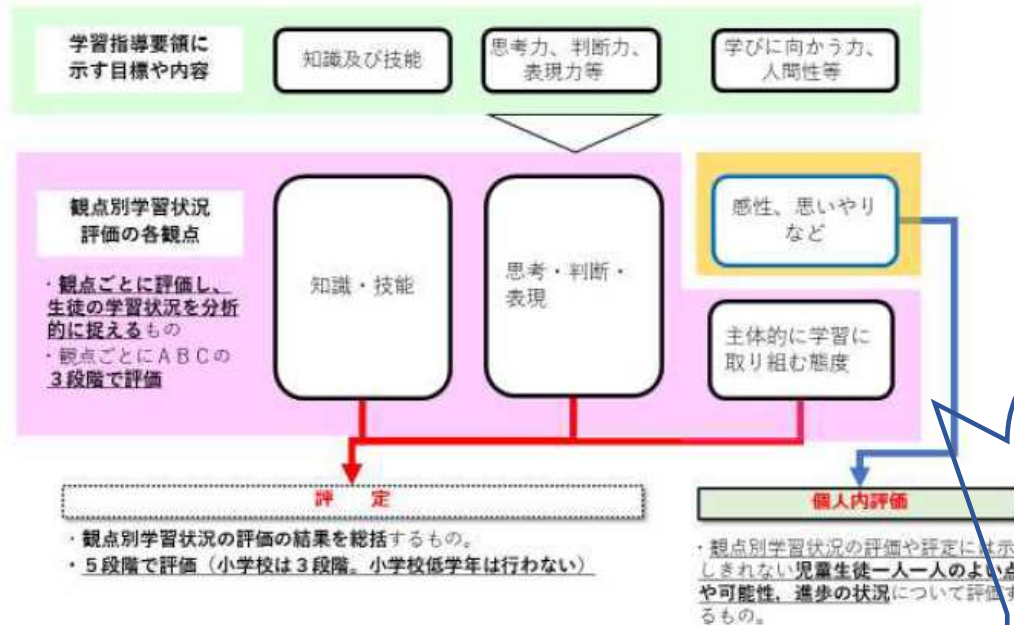 学習指導要領に
示す目標や内容
知識及び技能
思考力、判断力、
表現力等
学びに向かう力、
人間性等
観点別学習状況
評価の各観点
・観点ごとに評価し、
生徒の学習状況を分析
的に捉えるもの
・観点ごとにＡＢＣの
３段階で評価
知識・技能
思考・判断・
表現
感性、思いやり
など
主体的に学習に
取り組む態度
評　定
・観点別学習状況の評価の結果を総括するもの。
・５段階で評価（小学校は３段階。小学校低学年は行わない）
個人内評価
・観点別学習状況の評価や評定には示
しきれない児童生徒一人一人のよい点
や可能性，進歩の状況について評価す
るもの。